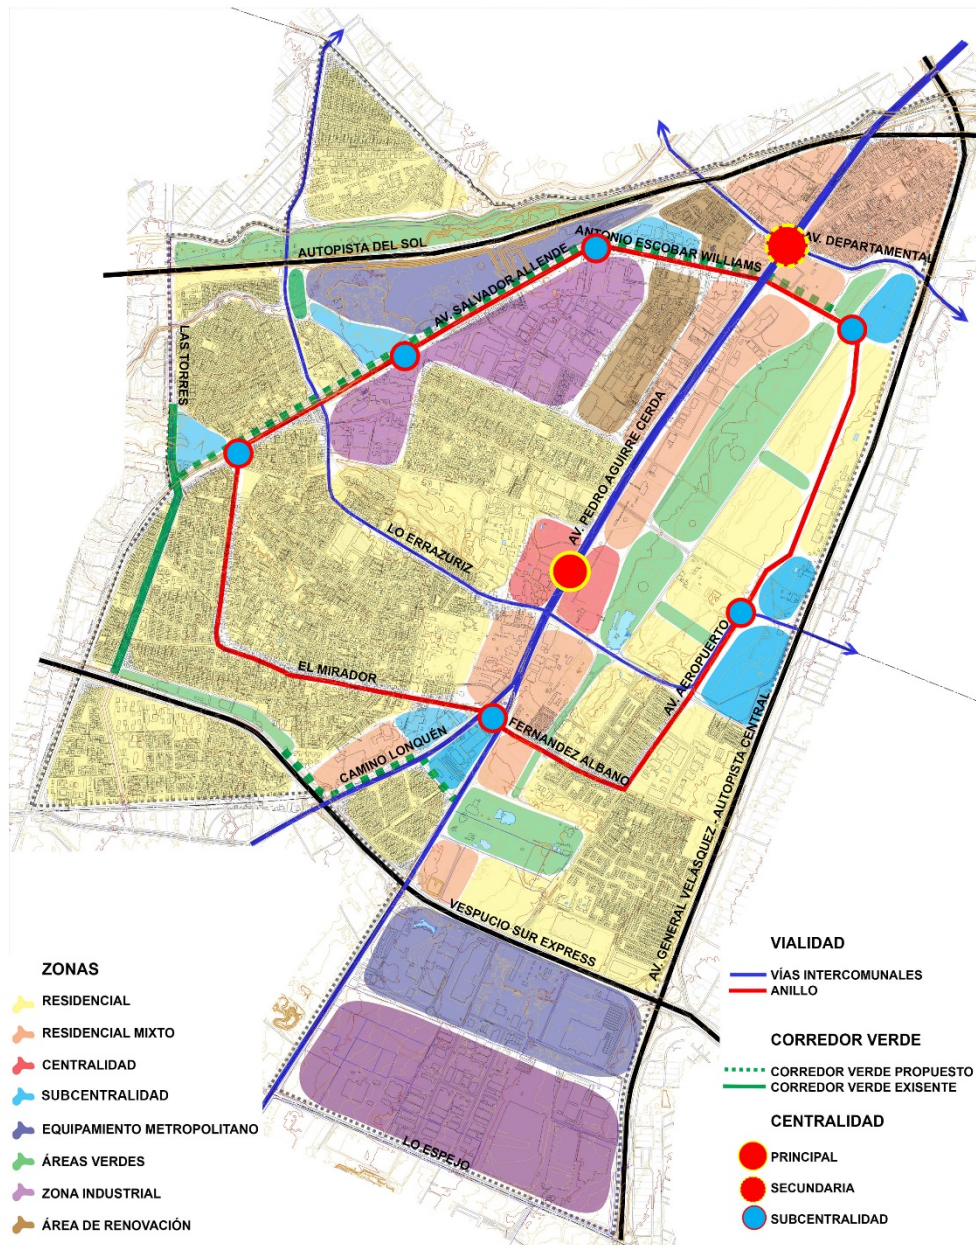 AUTOPISTA DEL SOL
ANTONIO ESCOBAR WILLIAMS
AV. DEPARTAMENTAL
AV. SALVADOR ALLENDE
LAS TORRES
AV. PEDRO AGUIRRE CERDA
LO ERRAZURIZ
EL MIRADOR
AV. AEROPUERTO
CAMINO LONQUÉN
FERNANDEZ ALBANO
AV. GENERAL VELÁSQUEZ - AUTOPISTA CENTRAL
VESPUCIO SUR EXPRESS
LO ESPEJO
ZONAS
RESIDENCIAL
RESIDENCIAL MIXTO
CENTRALIDAD
SUBCENTRALIDAD
EQUIPAMIENTO METROPOLITANO
ÁREAS VERDES
ZONA INDUSTRIAL
ÁREA DE RENOVACIÓN
VIALIDAD
VÍAS INTERCOMUNALES
ANILLO
CORREDOR VERDE
CORREDOR VERDE PROPUESTO
CORREDOR VERDE EXISENTE
CENTRALIDAD
PRINCIPAL
SECUNDARIA
SUBCENTRALIDAD